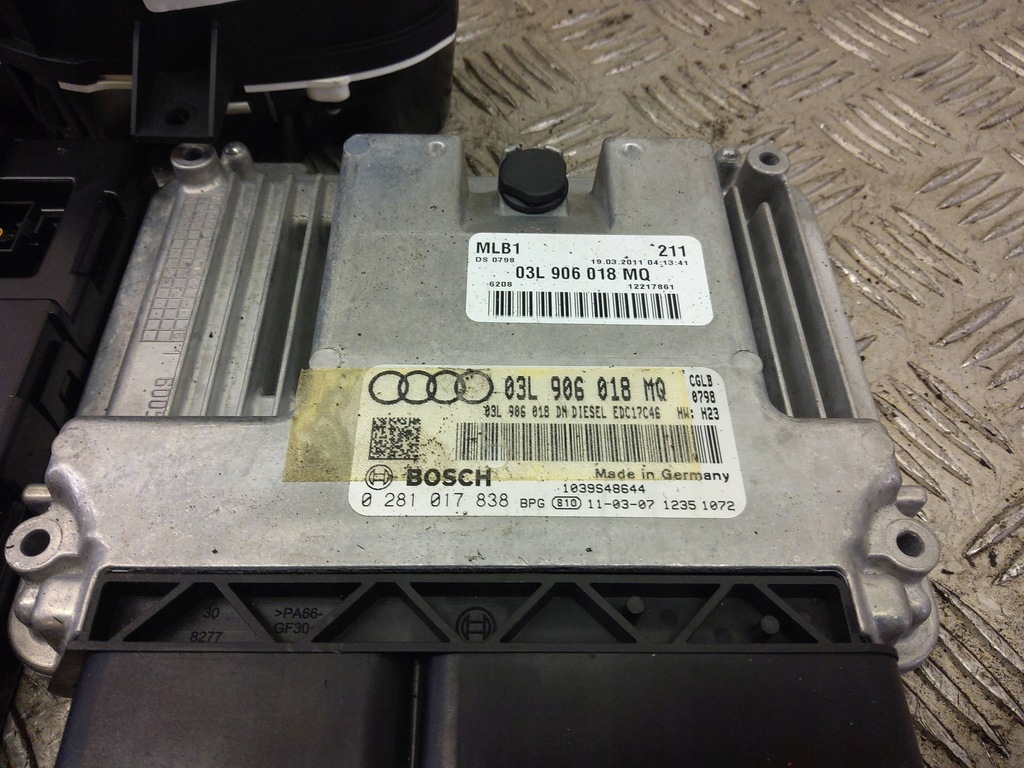 MLB1 211
DS 0798 19.03.2011 04:13:41
03L 906 018 MQ
6208 12217861
03L 906 018 MQ CGLB
0798
03L 906 018 DN DIESEL EDC17C46 HW: H23
BOSCH Made in Germany
1039S48644
0 281 017 838 BPG S10 11-03-07 1235 1072
30 >PA66-
8277 GF30